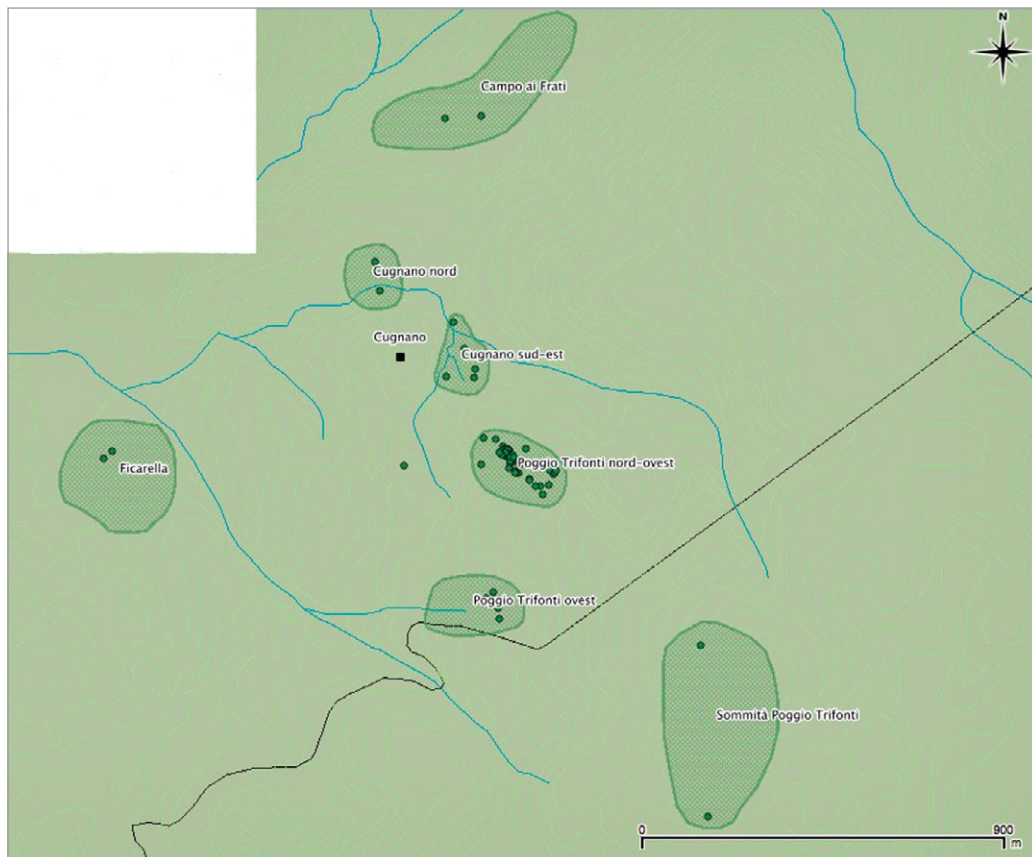 N
Campo ai Frati
Cugnano nord
Cugnano
Cugnano sud-est
Poggio Trifonti nord-ovest
Ficarella
Poggio Trifonti ovest
Sommità Poggio Trifonti
0
900
m